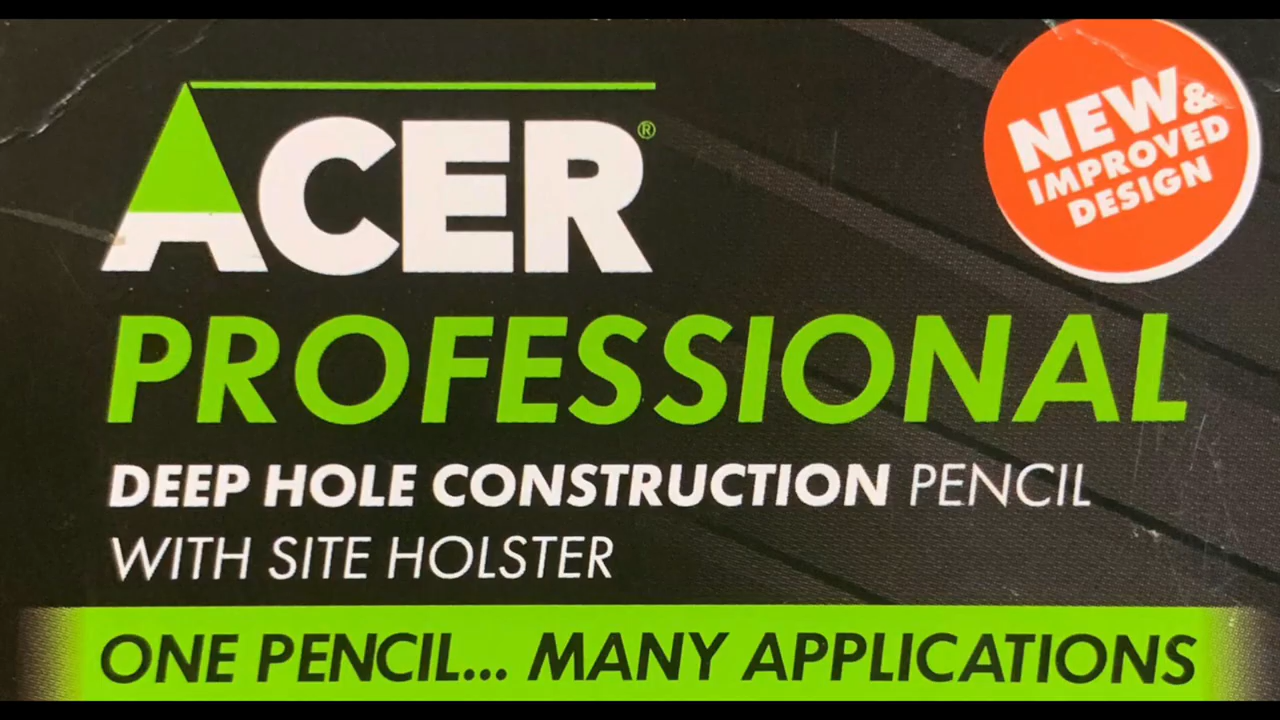 ACER®
NEW &
IMPROVED
DESIGN
PROFESSIONAL
DEEP HOLE CONSTRUCTION PENCIL
WITH SITE HOLSTER
ONE PENCIL... MANY APPLICATIONS